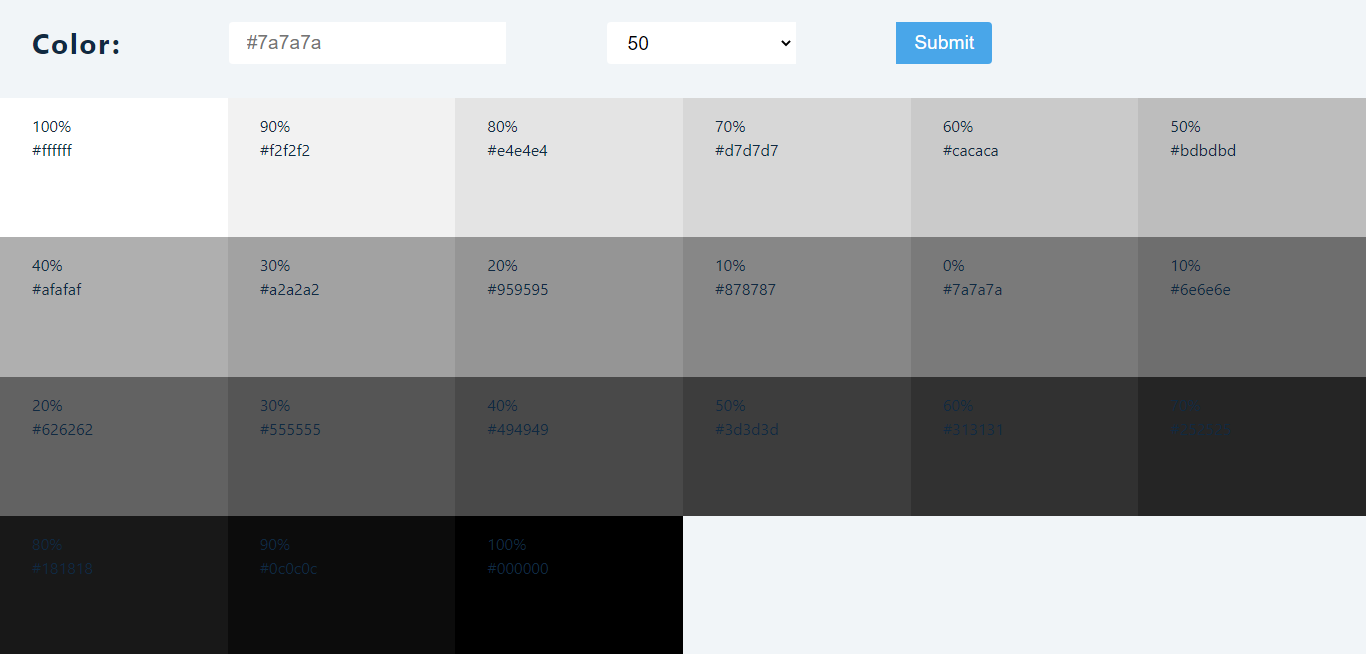 Color:
#7a7a7a
50
Submit
100%
#ffffff
90%
#f2f2f2
80%
#e4e4e4
70%
#d7d7d7
60%
#cacaca
50%
#bdbdbd
40%
#afafaf
30%
#a2a2a2
20%
#959595
10%
#878787
0%
#7a7a7a
10%
#6e6e6e
20%
#626262
30%
#555555
40%
#494949
50%
#3d3d3d
60%
#313131
80%
#181818
90%
#0c0c0c
100%
#000000